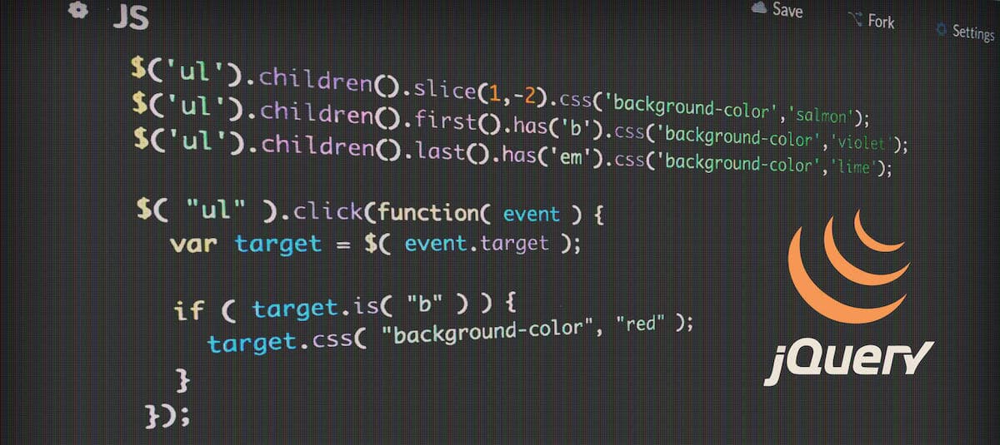 JS
Save
Fork
Settings
$('ul').children().slice(1,-2).css('background-color','salmon');
$('ul').children().first().has('b').css('background-color','violet');
$('ul').children().last().has('em').css('background-color','lime');
$( "ul" ).click(function( event ) {
var target = $( event.target );
if ( target.is( "b" ) ) {
target.css( "background-color", "red" );
}
});
jQuery